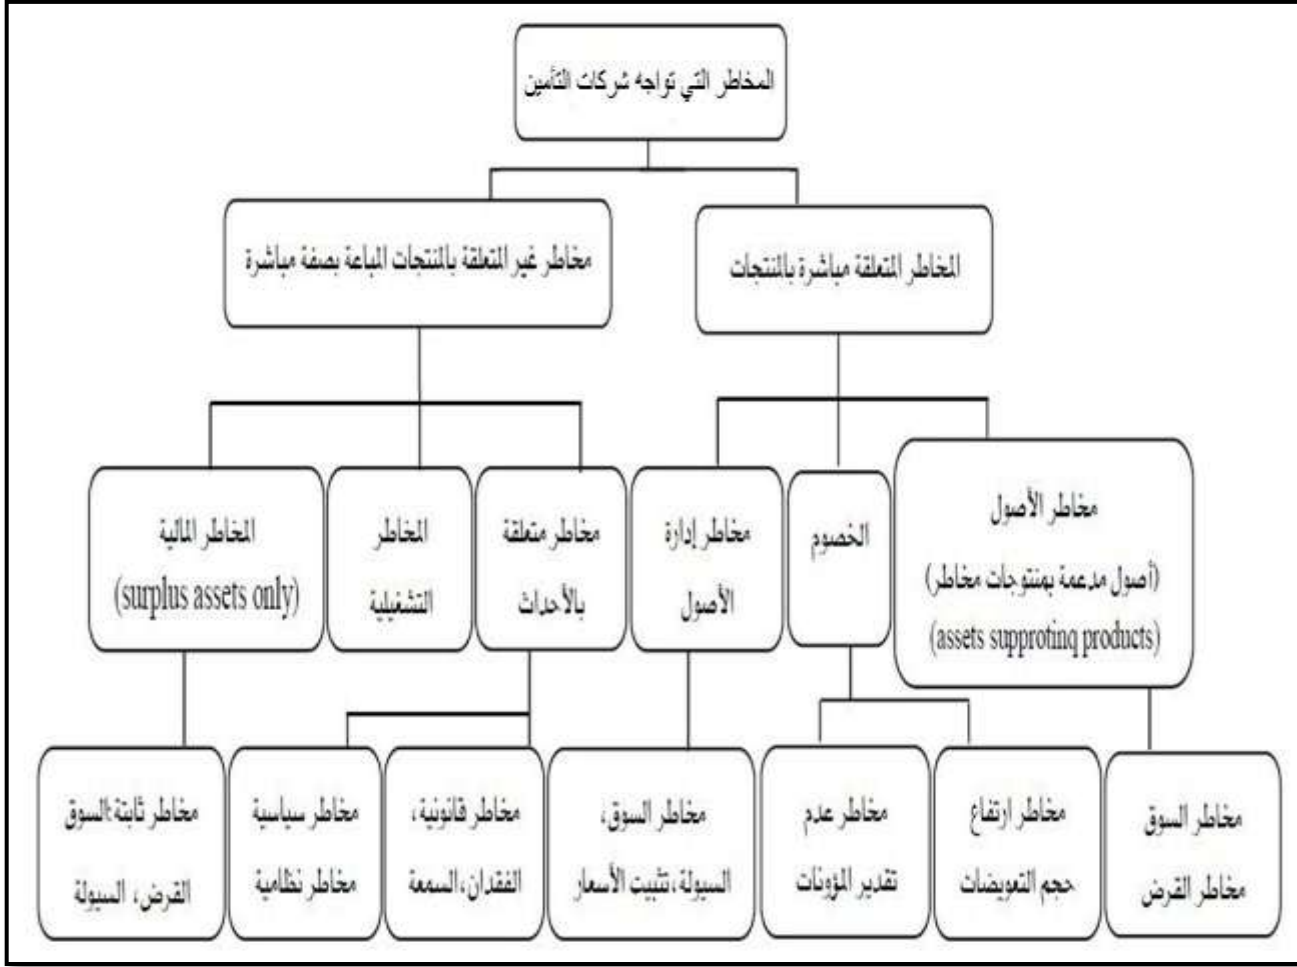 المخاطر التي تواجه شركات التأمين
المخاطر المتعلقة مباشرة بالمنتجات
مخاطر غير المتعلقة بالمنتجات المباعة بصفة مباشرة
مخاطر الأصول
(أصول مدعمة بمنتوجات مخاطر)
(assets supprotinq products)
الخصوم
مخاطر إدارة
الأصول
مخاطر متعلقة
بالأحداث
المخاطر
التشغيلية
المخاطر المالية
(surplus assets only)
مخاطر السوق
مخاطر القرض
مخاطر ارتفاع
حجم التعويضات
مخاطر عدم
تقدير المؤونات
مخاطر السوق،
السيولة، تثبيت الأسعار
مخاطر قانونية،
الفقدان، السمعة
مخاطر سياسية
مخاطر نظامية
مخاطر ثابتة:السوق
القرض، السيولة